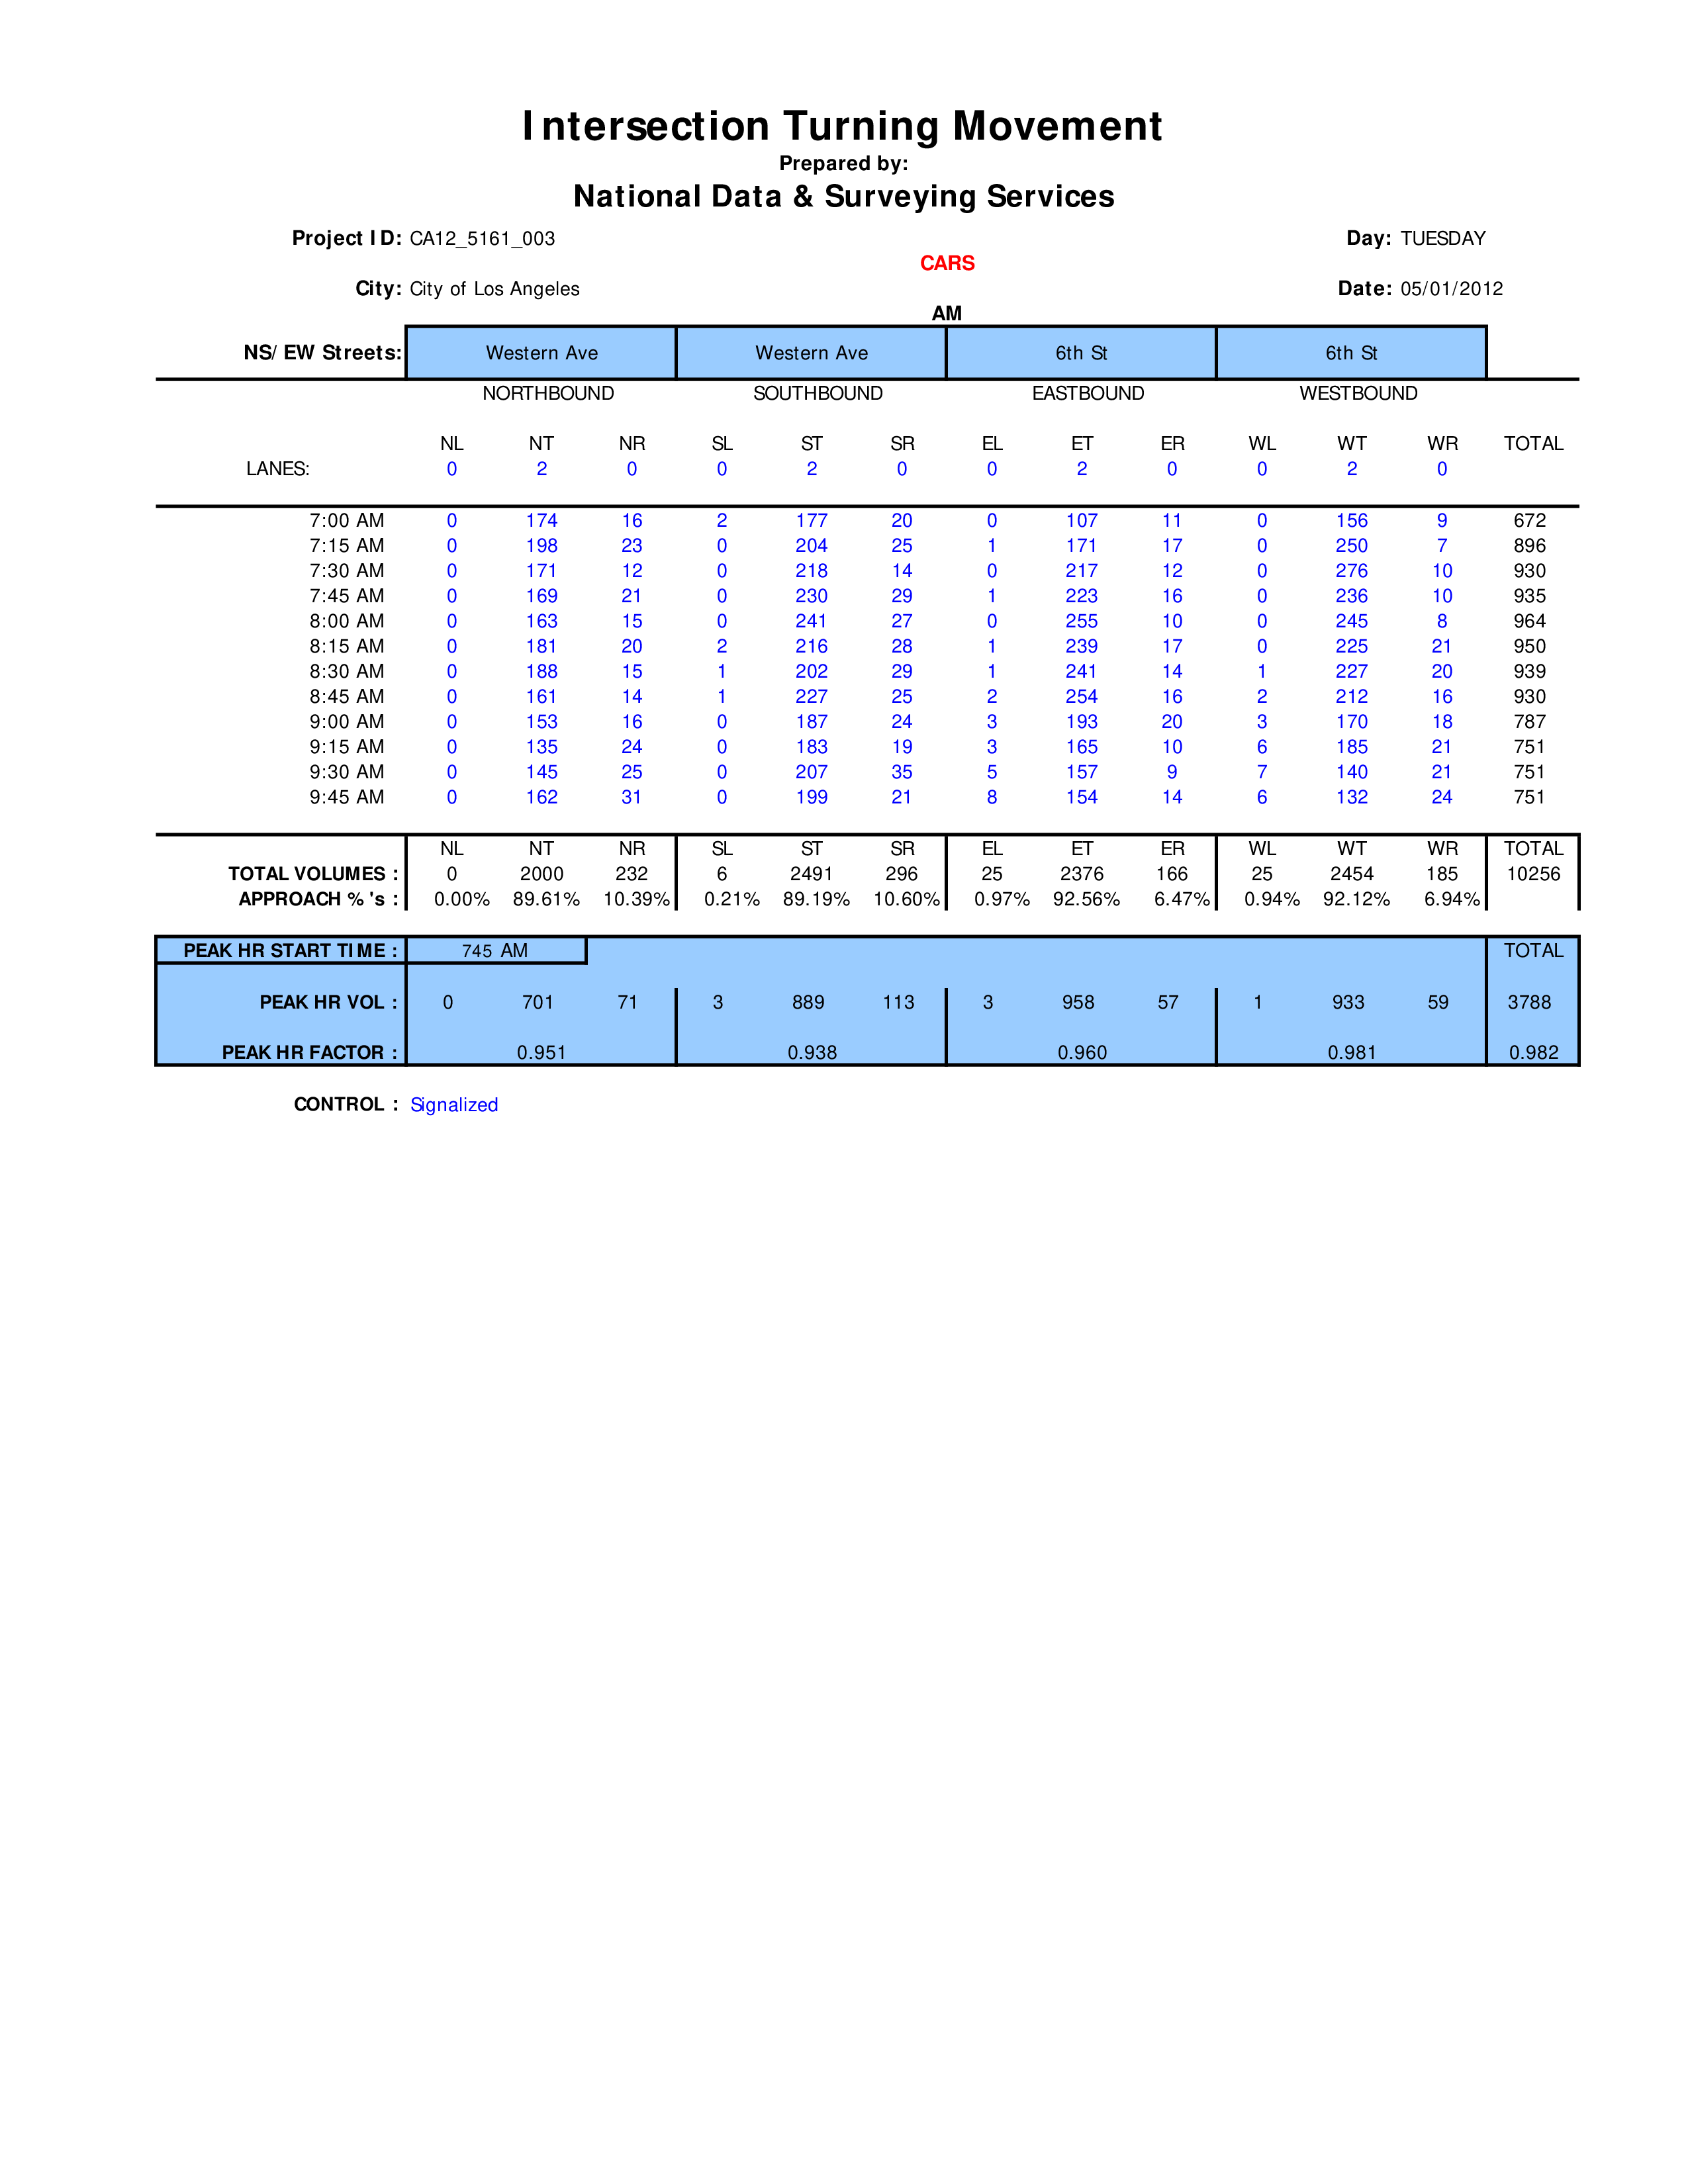 Intersection Turning Movement
Prepared by:
National Data & Surveying Services
Project ID: CA12_5161_003 Day: TUESDAY
CARS
City: City of Los Angeles Date: 05/01/2012
AM
NS/EW Streets: Western Ave Western Ave 6th St 6th St
NORTHBOUND SOUTHBOUND EASTBOUND WESTBOUND
NL NT NR SL ST SR EL ET ER WL WT WR TOTAL
LANES: 0 2 0 0 2 0 0 2 0 0 2 0
7:00 AM 0 174 16 2 177 20 0 107 11 0 156 9 672
7:15 AM 0 198 23 0 204 25 1 171 17 0 250 7 896
7:30 AM 0 171 12 0 218 14 0 217 12 0 276 10 930
7:45 AM 0 169 21 0 230 29 1 223 16 0 236 10 935
8:00 AM 0 163 15 0 241 27 0 255 10 0 245 8 964
8:15 AM 0 181 20 2 216 28 1 239 17 0 225 21 950
8:30 AM 0 188 15 1 202 29 1 241 14 1 227 20 939
8:45 AM 0 161 14 1 227 25 2 254 16 2 212 16 930
9:00 AM 0 153 16 0 187 24 3 193 20 3 170 18 787
9:15 AM 0 135 24 0 183 19 3 165 10 6 185 21 751
9:30 AM 0 145 25 0 207 35 5 157 9 7 140 21 751
9:45 AM 0 162 31 0 199 21 8 154 14 6 132 24 751
NL NT NR SL ST SR EL ET ER WL WT WR TOTAL
TOTAL VOLUMES : 0 2000 232 6 2491 296 25 2376 166 25 2454 185 10256
APPROACH %'s : 0.00% 89.61% 10.39% 0.21% 89.19% 10.60% 0.97% 92.56% 6.47% 0.94% 92.12% 6.94%
PEAK HR START TIME : 745 AM TOTAL
PEAK HR VOL : 0 701 71 3 889 113 3 958 57 1 933 59 3788
PEAK HR FACTOR : 0.951 0.938 0.960 0.981 0.982
CONTROL : Signalized